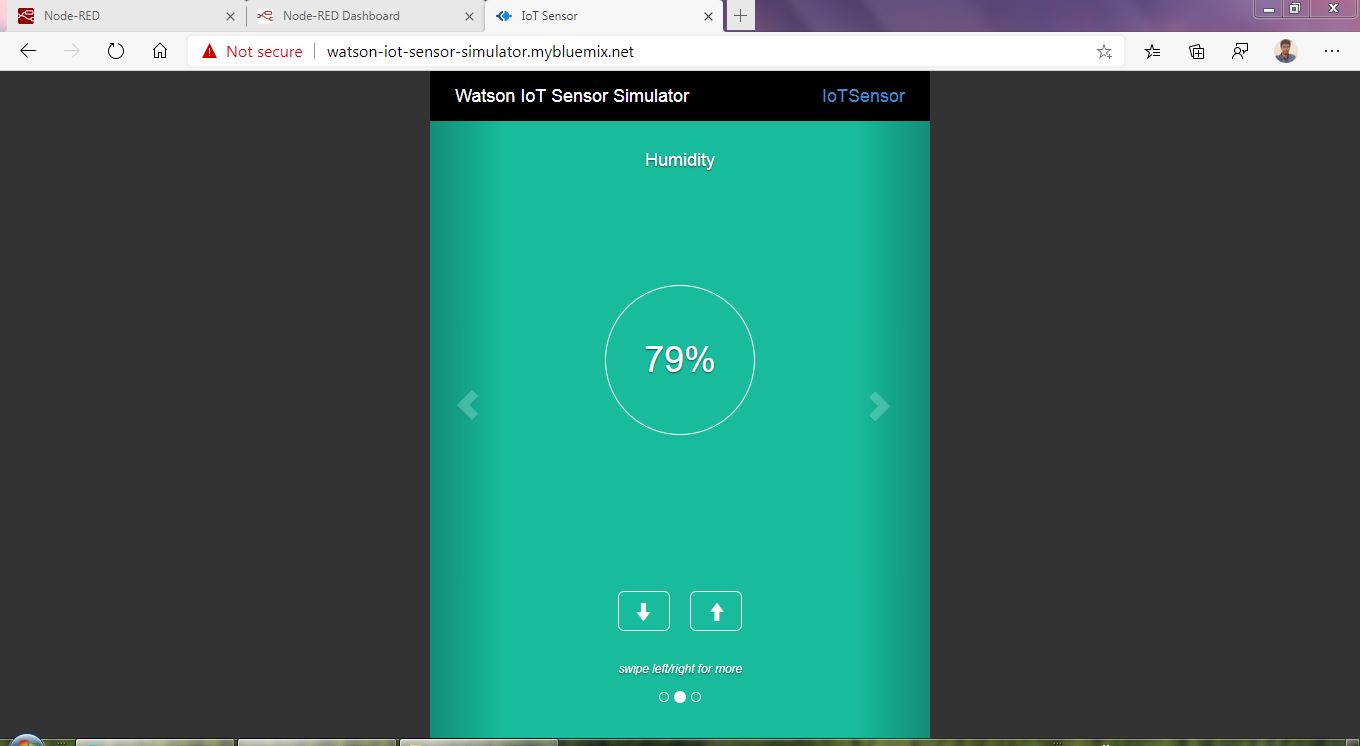 Node-RED
Node-RED Dashboard
IoT Sensor
Not secure
watson-iot-sensor-simulator.mybluemix.net
Watson IoT Sensor Simulator
IoTSensor
Humidity
79%
swipe left/right for more